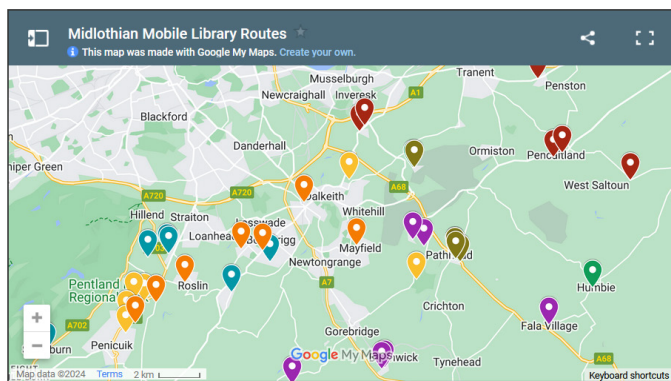 Midlothian Mobile Library Routes
This map was made with Google My Maps. Create your own.
Musselburgh
Tranent
Penston
Newcraighall
Inveresk
A1
Blackford
Danderhall
Ormiston
Pencaitland
niper Green
A68
West Saltoun
A720
A720
Dalkeith
Hillend
Straiton
Whitehill
Lasswade
Loanhead
Mayfield
Pathhead
Newtongrange
Pentland
Regional
Roslin
A7
Humbie
Crichton
Fala Village
A702
Gorebridge
Penicuik
Google My Maps
Tynehead
A68
Map data ©2024
Terms
2 km
Keyboard shortcuts